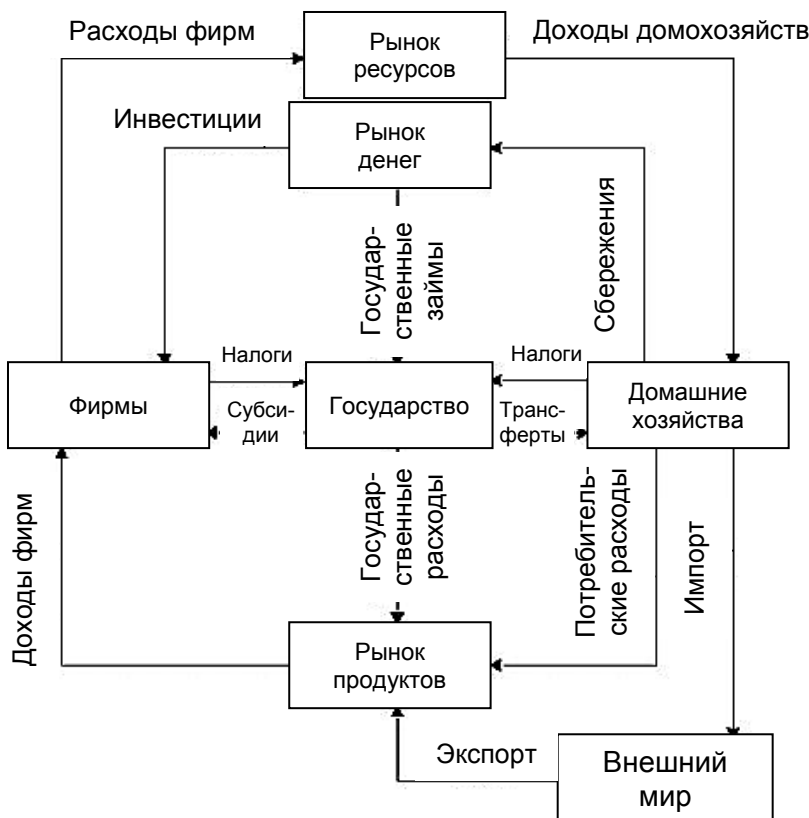 Расходы фирм
Рынок
ресурсов
Доходы домохозяйств
Инвестиции
Рынок
денег
Государ-
ственные
займы
Сбережения
Фирмы
Налоги
Субси-
дии
Государство
Налоги
Транс-
ферты
Домашние
хозяйства
Доходы фирм
Государ-
ственные
расходы
Потребитель-
ские расходы
Импорт
Рынок
продуктов
Экспорт
Внешний
мир